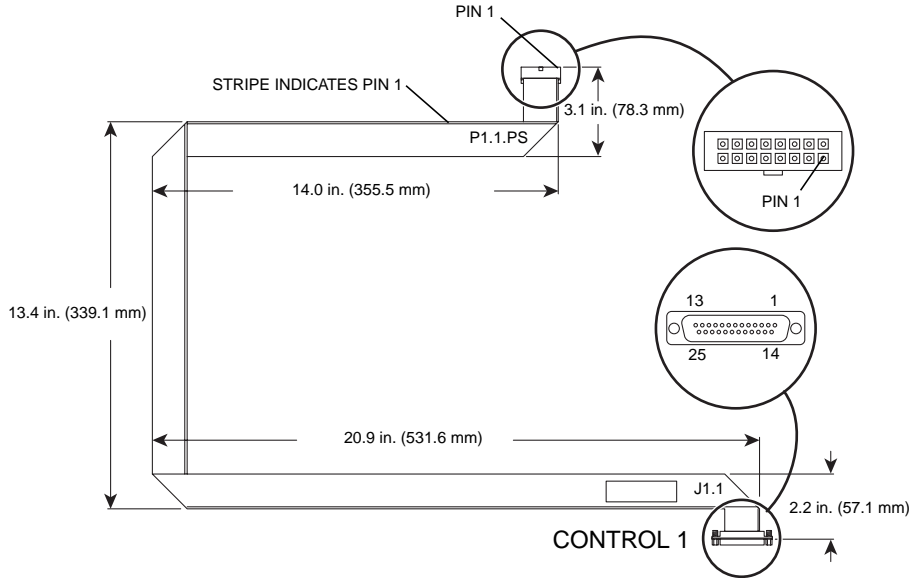 PIN 1
STRIPE INDICATES PIN 1
3.1 in. (78.3 mm)
P1.1.PS
14.0 in. (355.5 mm)
PIN 1
13.4 in. (339.1 mm)
13 1
25 14
20.9 in. (531.6 mm)
J1.1
2.2 in. (57.1 mm)
CONTROL 1